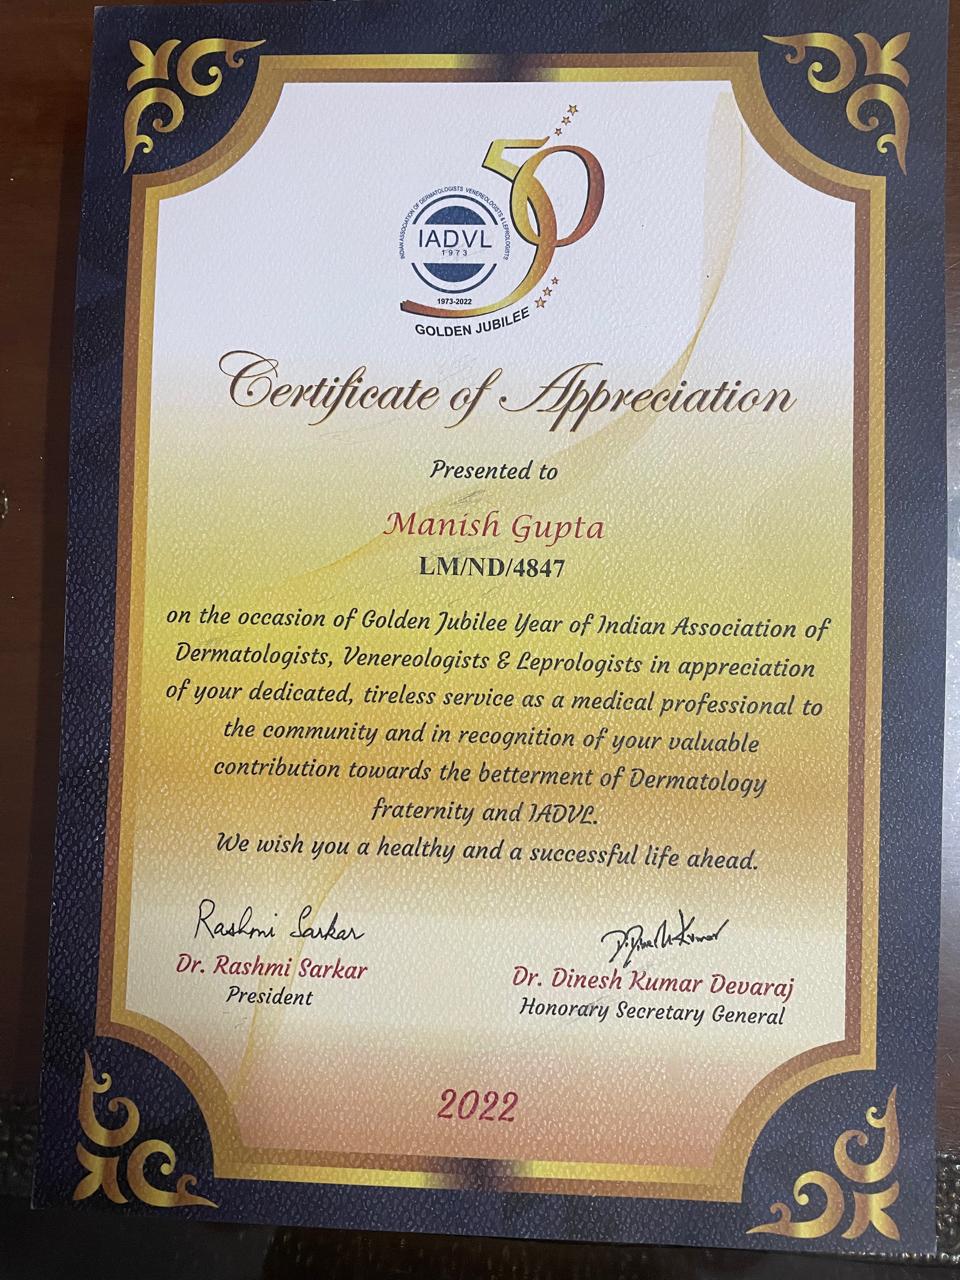 50
INDIAN ASSOCIATION OF DERMATOLOGISTS VENEREOLOGISTS & LEPROLOGISTS
IADVL
1973
1973-2022
GOLDEN JUBILEE
Certificate of Appreciation
Presented to
Manish Gupta
LM/ND/4847
on the occasion of Golden Jubilee Year of Indian Association of
Dermatologists, Venereologists & Leprologists in appreciation
of your dedicated, tireless service as a medical professional to
the community and in recognition of your valuable
contribution towards the betterment of Dermatology
fraternity and IADVL.
We wish you a healthy and a successful life ahead.
Rashmi Sarkar
Dr. Rashmi Sarkar
President
Dr. Dinesh Kumar Devaraj
Honorary Secretary General
2022